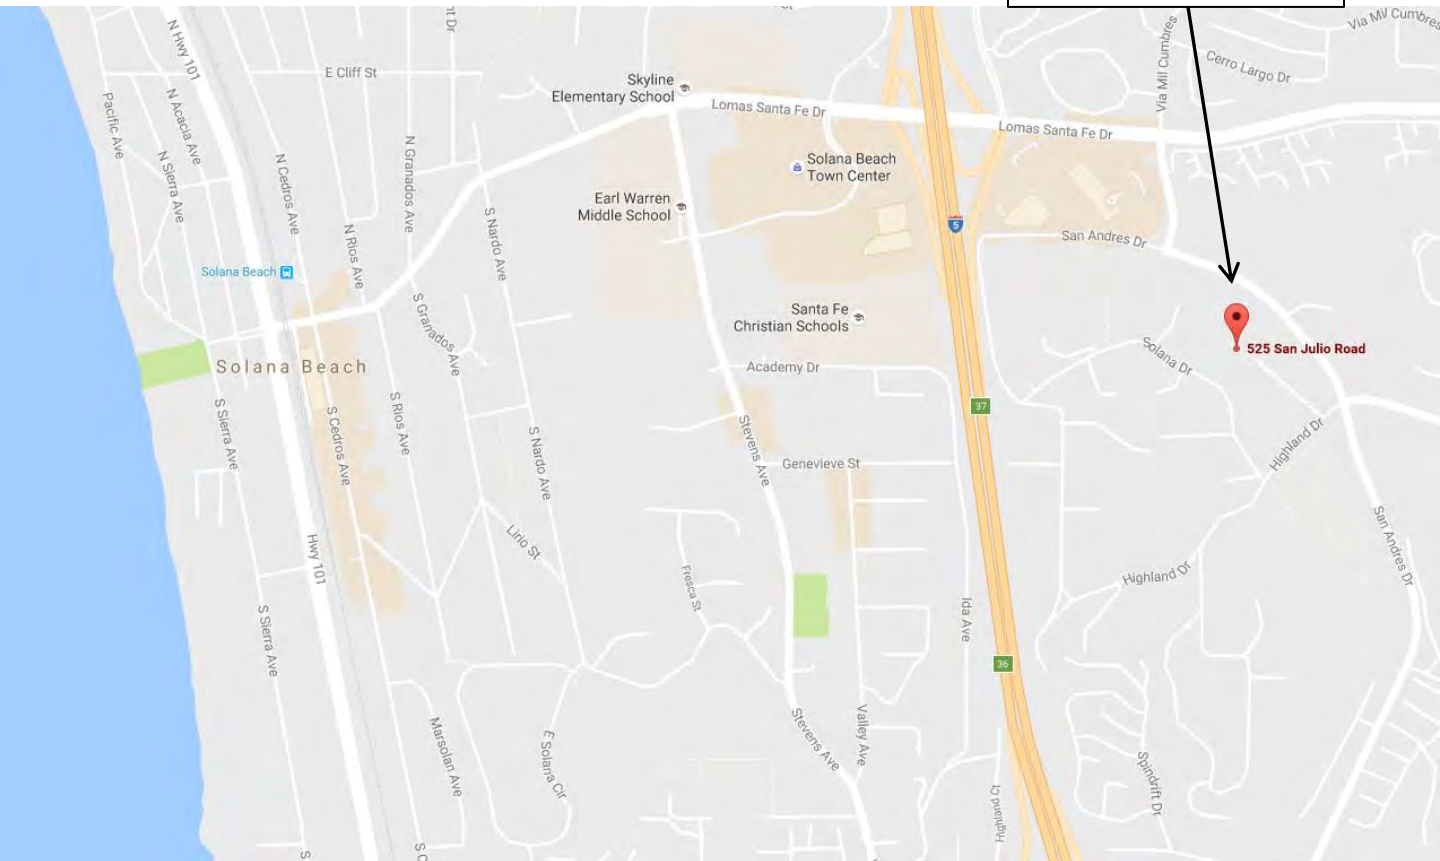 Via Mil Cumbres
N Hwy 101
Via Mil Cumbres
Cerro Largo Dr
E Cliff St
Skyline
Elementary School
Pacific Ave
N Acacia Ave
Lomas Santa Fe Dr
Lomas Santa Fe Dr
N Sierra Ave
N Cedros Ave
N Granados Ave
Solana Beach
Town Center
Earl Warren
Middle School
S Nardo Ave
N Rios Ave
5
San Andres Dr
Solana Beach
Santa Fe
Christian Schools
S Granados Ave
Solana Dr
525 San Julio Road
Solana Beach
Academy Dr
37
S Sierra Ave
S Cedros Ave
S Rios Ave
S Nardo Ave
Stevens Ave
Genevieve St
Highland Dr
Hwy 101
Lirio St
San Andres Dr
Fresca St
Highland Dr
Ida Ave
S Sierra Ave
36
Marsolan Ave
E Solana Cir
Stevens Ave
Valley Ave
Spindrift Dr
Highland Ct